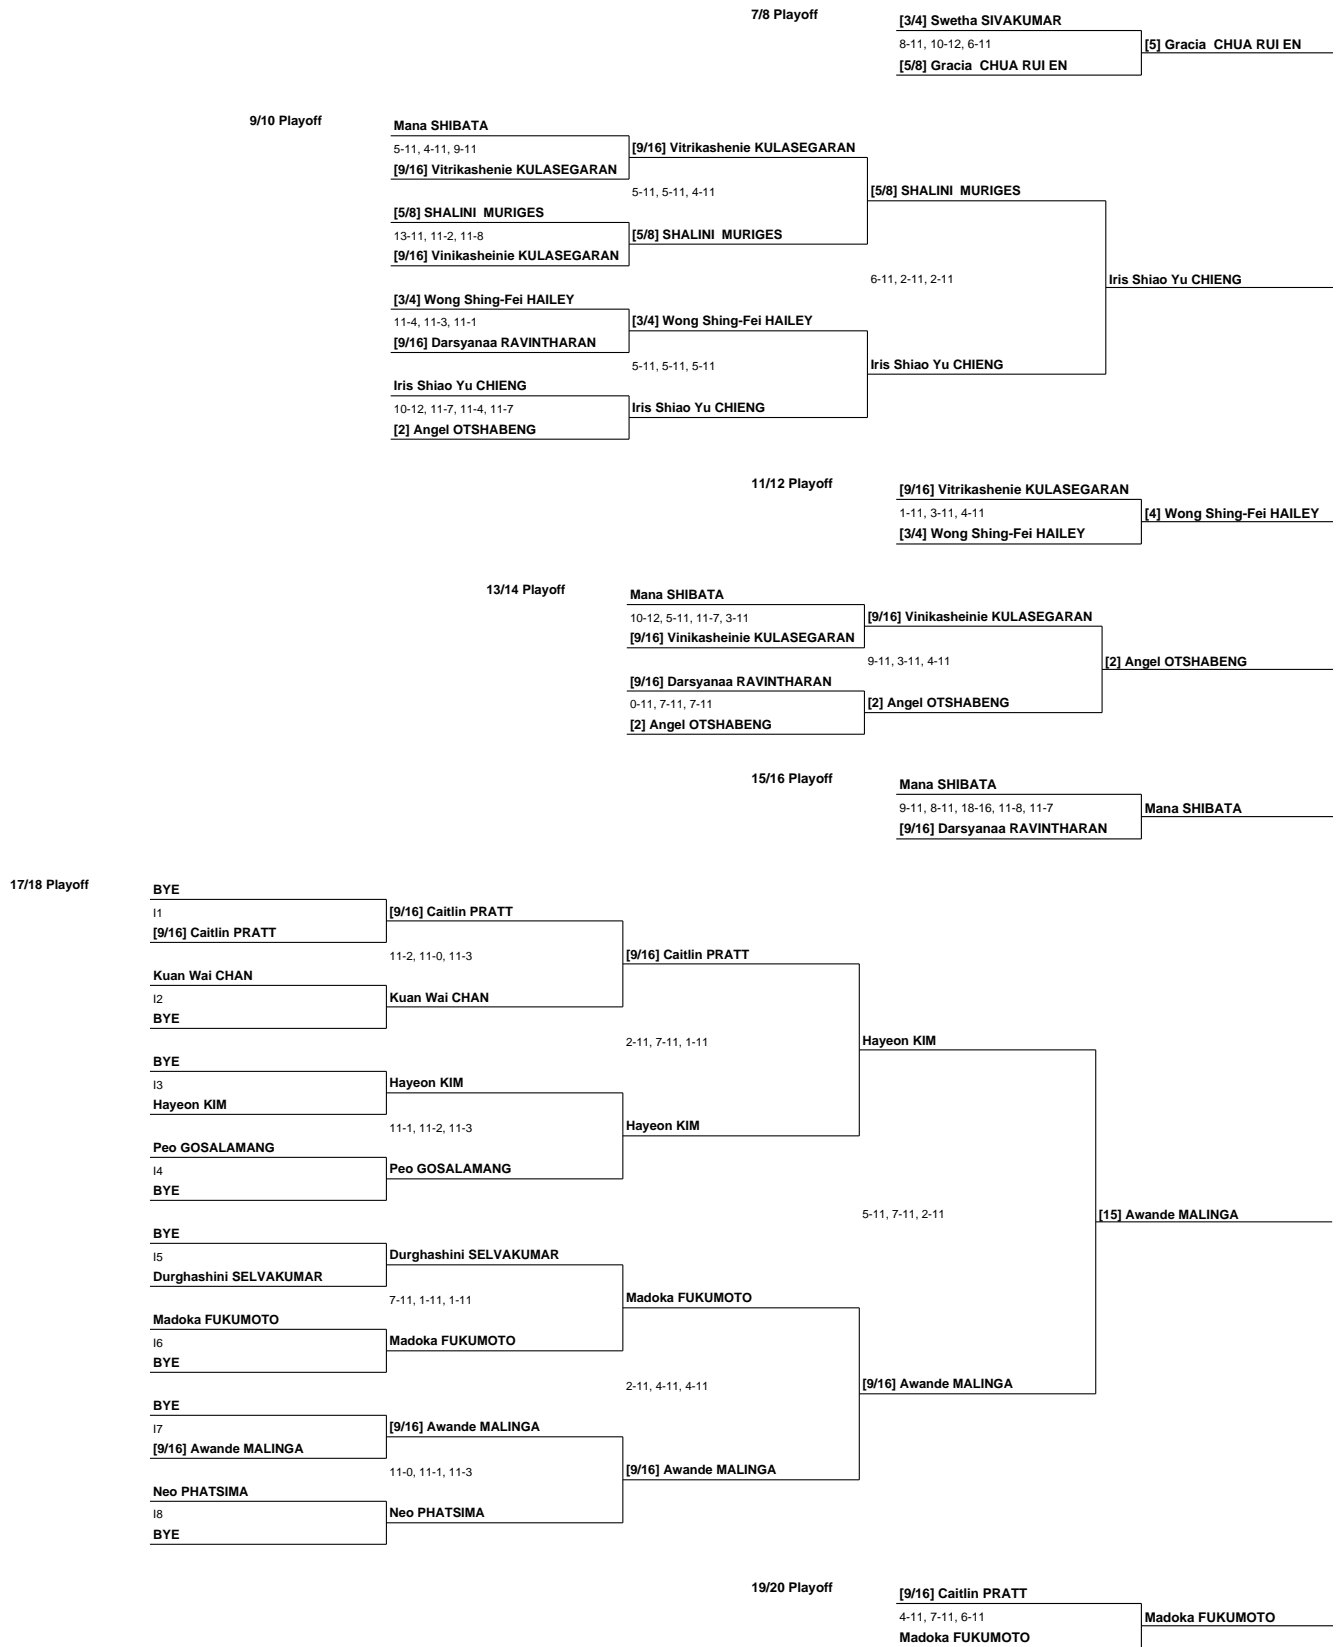 7/8 Playoff
[3/4] Swetha SIVAKUMAR
8-11, 10-12, 6-11
[5] Gracia  CHUA RUI EN
[5/8] Gracia  CHUA RUI EN
9/10 Playoff
Mana SHIBATA
5-11, 4-11, 9-11
[9/16] Vitrikashenie KULASEGARAN
[9/16] Vitrikashenie KULASEGARAN
5-11, 5-11, 4-11
[5/8] SHALINI  MURIGES
[5/8] SHALINI  MURIGES
13-11, 11-2, 11-8
[5/8] SHALINI  MURIGES
[9/16] Vinikasheinie KULASEGARAN
6-11, 2-11, 2-11
Iris Shiao Yu CHIENG
[3/4] Wong Shing-Fei HAILEY
11-4, 11-3, 11-1
[3/4] Wong Shing-Fei HAILEY
[9/16] Darsyanaa RAVINTHARAN
5-11, 5-11, 5-11
Iris Shiao Yu CHIENG
Iris Shiao Yu CHIENG
10-12, 11-7, 11-4, 11-7
Iris Shiao Yu CHIENG
[2] Angel OTSHABENG
11/12 Playoff
[9/16] Vitrikashenie KULASEGARAN
1-11, 3-11, 4-11
[4] Wong Shing-Fei HAILEY
[3/4] Wong Shing-Fei HAILEY
13/14 Playoff
Mana SHIBATA
10-12, 5-11, 11-7, 3-11
[9/16] Vinikasheinie KULASEGARAN
[9/16] Vinikasheinie KULASEGARAN
9-11, 3-11, 4-11
[2] Angel OTSHABENG
[9/16] Darsyanaa RAVINTHARAN
0-11, 7-11, 7-11
[2] Angel OTSHABENG
[2] Angel OTSHABENG
15/16 Playoff
Mana SHIBATA
9-11, 8-11, 18-16, 11-8, 11-7
Mana SHIBATA
[9/16] Darsyanaa RAVINTHARAN
17/18 Playoff
BYE
I1
[9/16] Caitlin PRATT
[9/16] Caitlin PRATT
11-2, 11-0, 11-3
[9/16] Caitlin PRATT
Kuan Wai CHAN
I2
Kuan Wai CHAN
BYE
2-11, 7-11, 1-11
Hayeon KIM
BYE
I3
Hayeon KIM
Hayeon KIM
11-1, 11-2, 11-3
Hayeon KIM
Peo GOSALAMANG
I4
Peo GOSALAMANG
BYE
5-11, 7-11, 2-11
[15] Awande MALINGA
BYE
I5
Durghashini SELVAKUMAR
Durghashini SELVAKUMAR
7-11, 1-11, 1-11
Madoka FUKUMOTO
Madoka FUKUMOTO
I6
Madoka FUKUMOTO
BYE
2-11, 4-11, 4-11
[9/16] Awande MALINGA
BYE
I7
[9/16] Awande MALINGA
[9/16] Awande MALINGA
11-0, 11-1, 11-3
[9/16] Awande MALINGA
Neo PHATSIMA
I8
Neo PHATSIMA
BYE
19/20 Playoff
[9/16] Caitlin PRATT
4-11, 7-11, 6-11
Madoka FUKUMOTO
Madoka FUKUMOTO